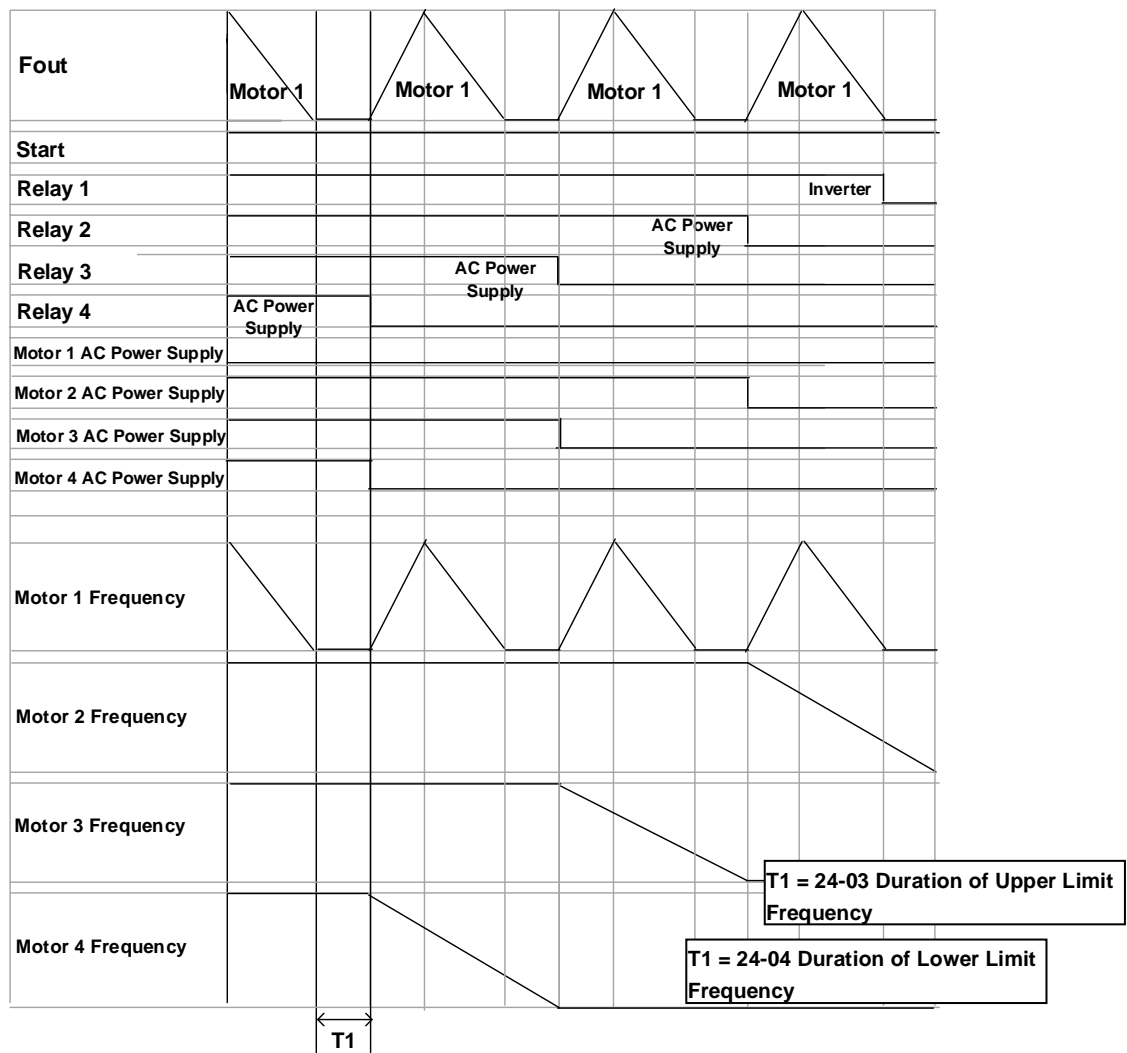 Fout
Motor 1
Motor 1
Motor 1
Motor 1
Start
Relay 1
Inverter
Relay 2
AC Power
Supply
Relay 3
AC Power
Supply
Relay 4
AC Power
Supply
Motor 1 AC Power Supply
Motor 2 AC Power Supply
Motor 3 AC Power Supply
Motor 4 AC Power Supply
Motor 1 Frequency
Motor 2 Frequency
Motor 3 Frequency
T1 = 24-03 Duration of Upper Limit
Frequency
Motor 4 Frequency
T1 = 24-04 Duration of Lower Limit
Frequency
T1